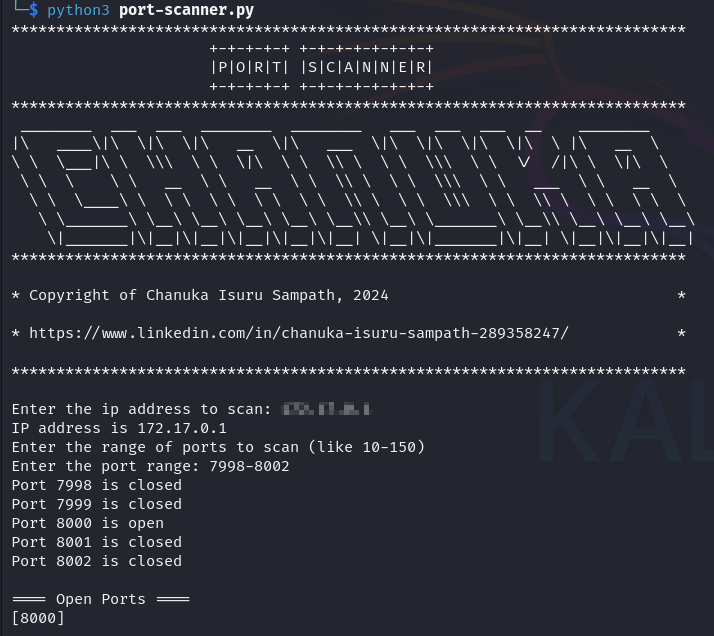 └─$ python3 port-scanner.py
***************************************************************************
+-+-+-+-+ +-+-+-+-+-+-+-+
|P|O|R|T| |S|C|A|N|N|E|R|
+-+-+-+-+ +-+-+-+-+-+-+-+
***************************************************************************
***************************************************************************
* Copyright of Chanuka Isuru Sampath, 2024 *
* https://www.linkedin.com/in/chanuka-isuru-sampath-289358247/ *
***************************************************************************
Enter the ip address to scan:
IP address is 172.17.0.1
Enter the range of ports to scan (like 10-150)
Enter the port range: 7998-8002
Port 7998 is closed
Port 7999 is closed
Port 8000 is open
Port 8001 is closed
Port 8002 is closed
==== Open Ports ====
[8000]
KAL